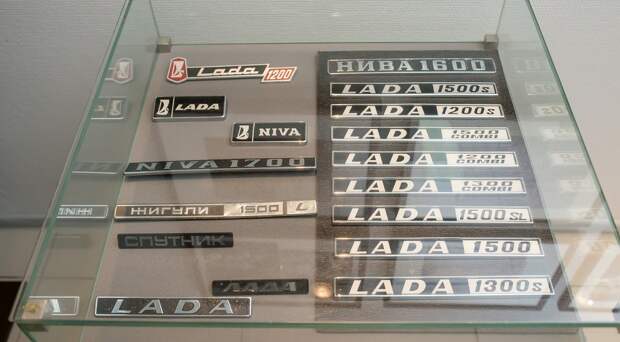 Lada 1200
LADA
NIVA
NIVA 1700
ЖИГУЛИ 1500 L
СПУТНИК
ЛАДА
LADA
НИВА 1600
LADA 1500s
LADA 1200s
LADA 1500 COMBI
LADA 1200 COMBI
LADA 1300 COMBI
LADA 1500 SL
LADA 1500
LADA 1300s